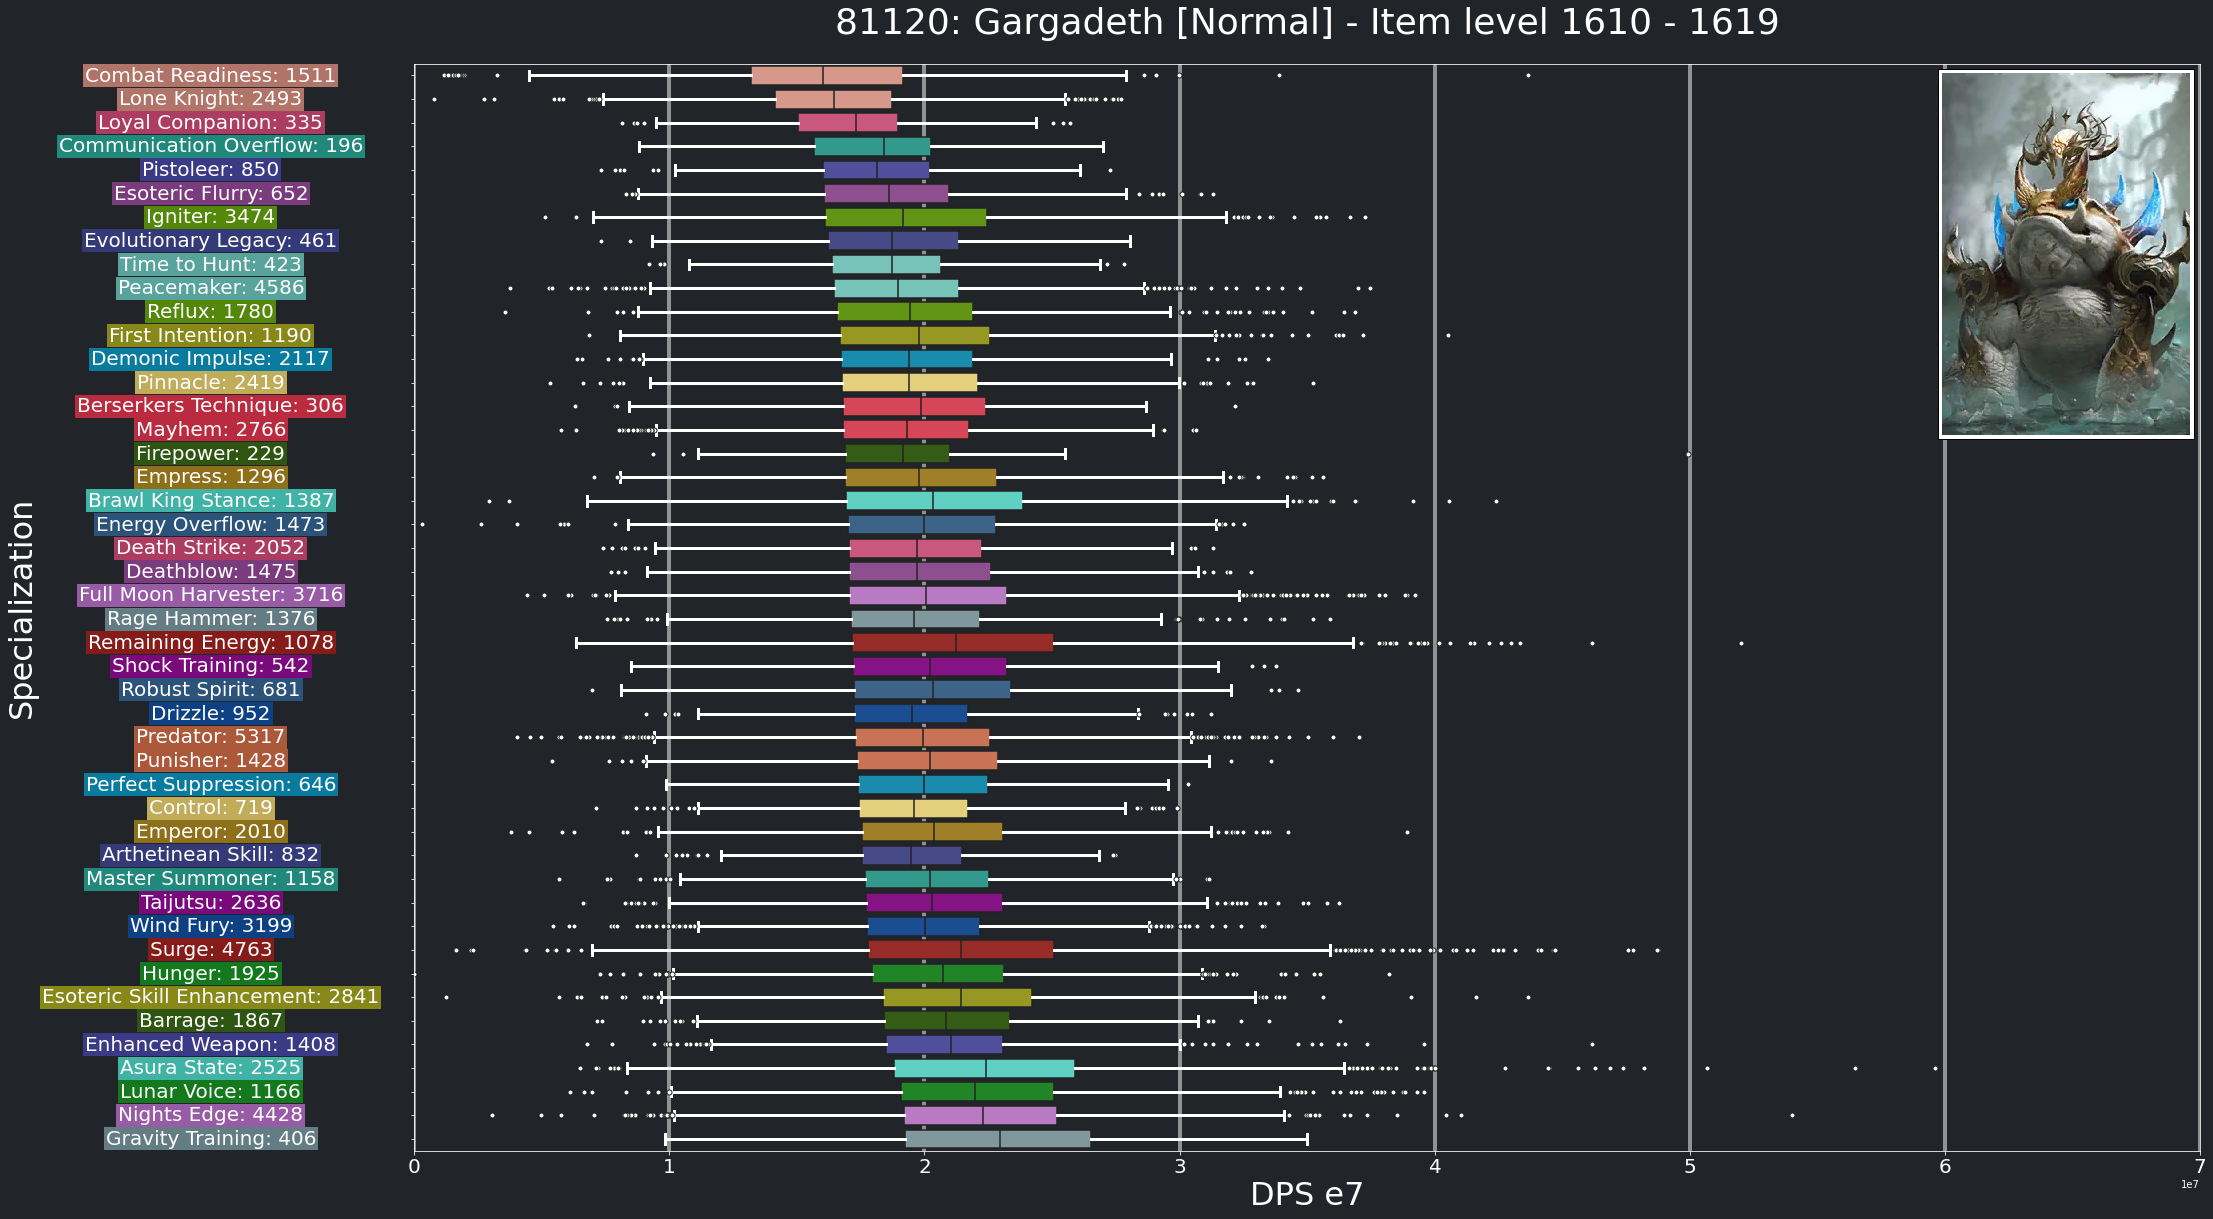 81120: Gargadeth [Normal] - Item level 1610 - 1619
Combat Readiness: 1511
Lone Knight: 2493
Loyal Companion: 335
Communication Overflow: 196
Pistoleer: 850
Esoteric Flurry: 652
Igniter: 3474
Evolutionary Legacy: 461
Time to Hunt: 423
Peacemaker: 4586
Reflux: 1780
First Intention: 1190
Demonic Impulse: 2117
Pinnacle: 2419
Berserkers Technique: 306
Mayhem: 2766
Firepower: 229
Empress: 1296
Brawl King Stance: 1387
Energy Overflow: 1473
Death Strike: 2052
Deathblow: 1475
Full Moon Harvester: 3716
Rage Hammer: 1376
Remaining Energy: 1078
Shock Training: 542
Robust Spirit: 681
Drizzle: 952
Predator: 5317
Punisher: 1428
Perfect Suppression: 646
Control: 719
Emperor: 2010
Arthetinean Skill: 832
Master Summoner: 1158
Taijutsu: 2636
Wind Fury: 3199
Surge: 4763
Hunger: 1925
Esoteric Skill Enhancement: 2841
Barrage: 1867
Enhanced Weapon: 1408
Asura State: 2525
Lunar Voice: 1166
Nights Edge: 4428
Gravity Training: 406
Specialization
0 1 2 3 4 5 6 7
1e7
DPS e7